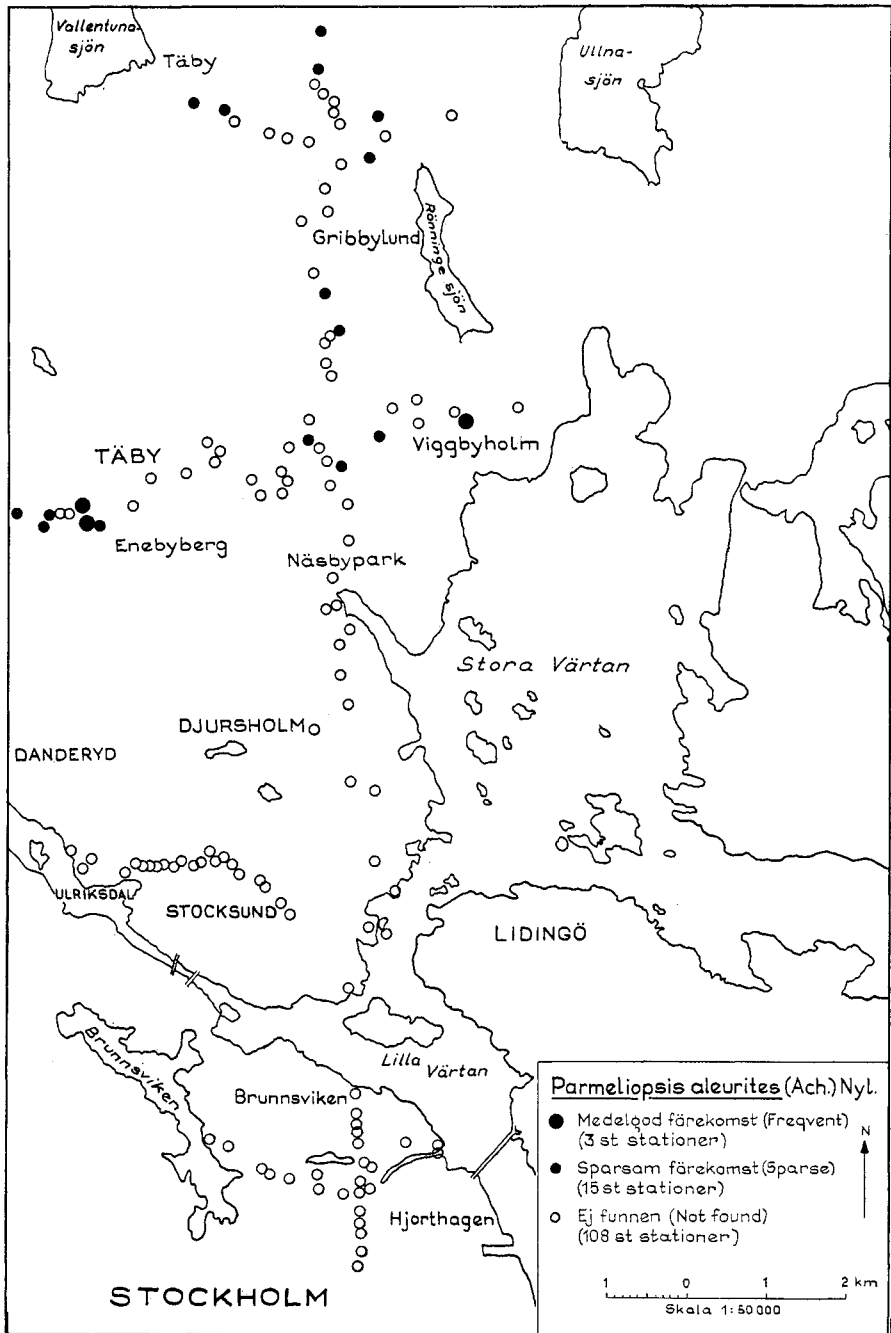 Vallentuna-
sjön
Täby
Ullna-
sjön
Gribbylund
Rönninge sjön
TÄBY
Viggbyholm
Enebyberg
Näsbypark
Stora Värtan
DJURSHOLM
DANDERYD
ULRIKSDAL
STOCKSUND
LIDINGÖ
Brunnsviken
Lilla
Värtan
Brunnsviken
Hjorthagen
STOCKHOLM
Parmeliopsis aleurites (Ach.) Nyl.
Medelgod förekomst (Freqvent)
(3 st stationer)
N
Sparsam förekomst (Sparse)
(15 st stationer)
Ej funnen (Not found)
(108 st stationer)
1 0 1 2 km
Skala 1:50 000